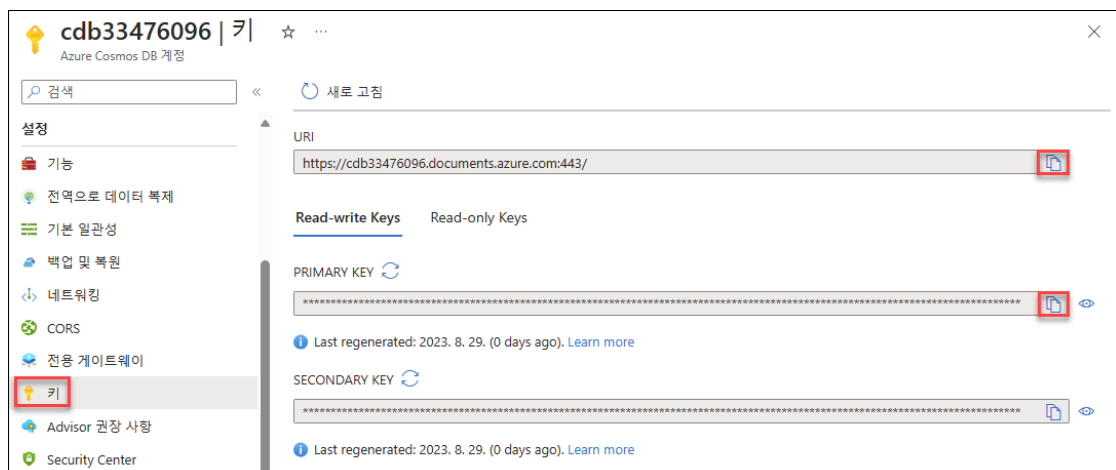 cdb33476096 | 키 ☆ ···
Azure Cosmos DB 계정
검색
설정
기능
전역으로 데이터 복제
기본 일관성
백업 및 복원
네트워킹
CORS
전용 게이트웨이
키
Advisor 권장 사항
Security Center
새로 고침
URI
https://cdb33476096.documents.azure.com:443/
Read-write Keys Read-only Keys
PRIMARY KEY
Last regenerated: 2023. 8. 29. (0 days ago). Learn more
SECONDARY KEY
Last regenerated: 2023. 8. 29. (0 days ago). Learn more